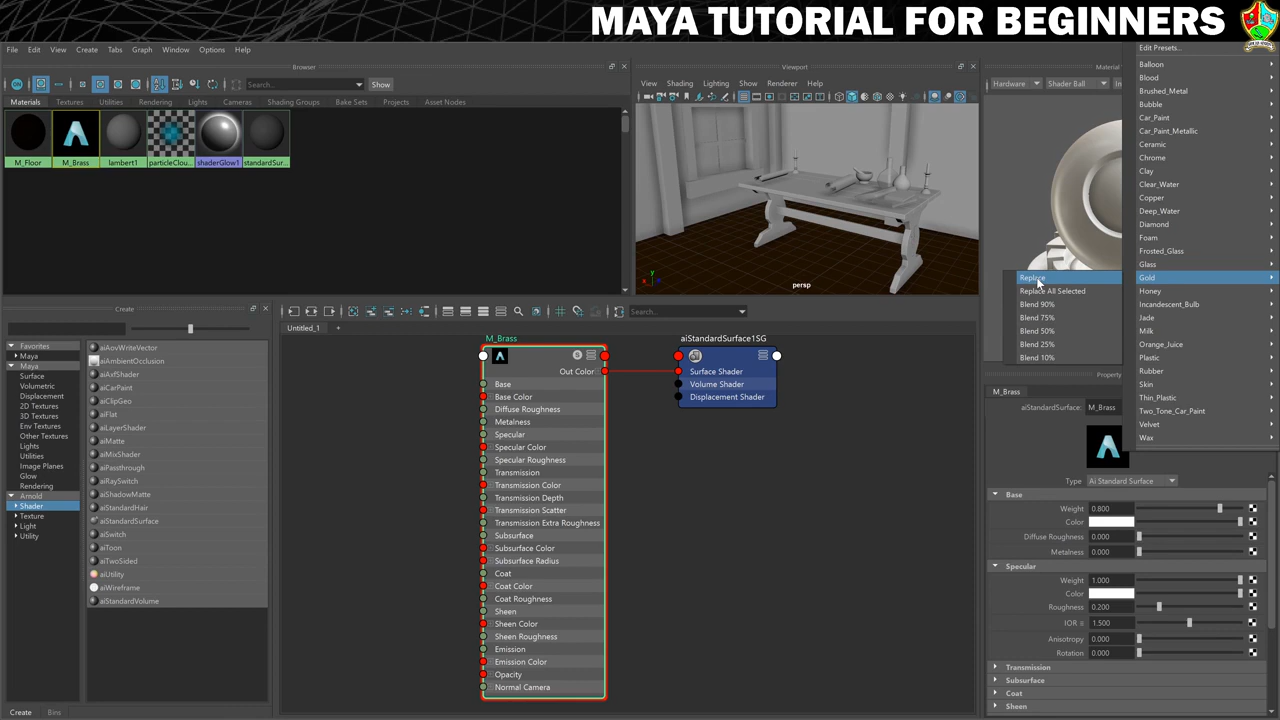 MAYA TUTORIAL FOR BEGINNERS
File Edit View Create Tabs Graph Window Options Help
Browser
Search...
Show
Materials Textures Utilities Rendering Lights Cameras Shading Groups Bake Sets Projects Asset Nodes
M_Floor M_Brass lambert1 particleClou... shaderGlow1 standardSur...
Viewport
View Shading Lighting Show Renderer Panels
persp
Material
Hardware Shader Ball
Edit Presets...
Balloon
Blood
Brushed_Metal
Bubble
Car_Paint
Car_Paint_Metallic
Ceramic
Chrome
Clay
Clear_Water
Copper
Deep_Water
Diamond
Foam
Frosted_Glass
Glass
Gold
Honey
Incandescent_Bulb
Jade
Milk
Orange_Juice
Plastic
Rubber
Skin
Thin_Plastic
Two_Tone_Car_Paint
Velvet
Wax
Replace
Replace All Selected
Blend 90%
Blend 75%
Blend 50%
Blend 25%
Blend 10%
Create
Favorites
Maya
Maya
Surface
Volumetric
Displacement
2D Textures
3D Textures
Env Textures
Other Textures
Lights
Utilities
Image Planes
Glow
Rendering
Arnold
Shader
Texture
Light
Utility
aiAovWriteVector
aiAmbientOcclusion
aiAxfShader
aiCarPaint
aiClipGeo
aiFlat
aiLayerShader
aiMatte
aiMixShader
aiPassthrough
aiRaySwitch
aiShadowMatte
aiStandardHair
aiStandardSurface
aiSwitch
aiToon
aiTwoSided
aiUtility
aiWireframe
aiStandardVolume
Create Bins
Search...
Untitled_1 +
M_Brass
Out Color
Base
Base Color
Diffuse Roughness
Metalness
Specular
Specular Color
Specular Roughness
Transmission
Transmission Color
Transmission Depth
Transmission Scatter
Transmission Extra Roughness
Subsurface
Subsurface Color
Subsurface Radius
Coat
Coat Color
Coat Roughness
Sheen
Sheen Color
Sheen Roughness
Emission
Emission Color
Opacity
Normal Camera
aiStandardSurface1SG
Surface Shader
Volume Shader
Displacement Shader
M_Brass
aiStandardSurface: M_Brass
Type Ai Standard Surface
Base
Weight 0.800
Color
Diffuse Roughness 0.000
Metalness 0.000
Specular
Weight 1.000
Color
Roughness 0.200
IOR 1.500
Anisotropy 0.000
Rotation 0.000
Transmission
Subsurface
Coat
Sheen